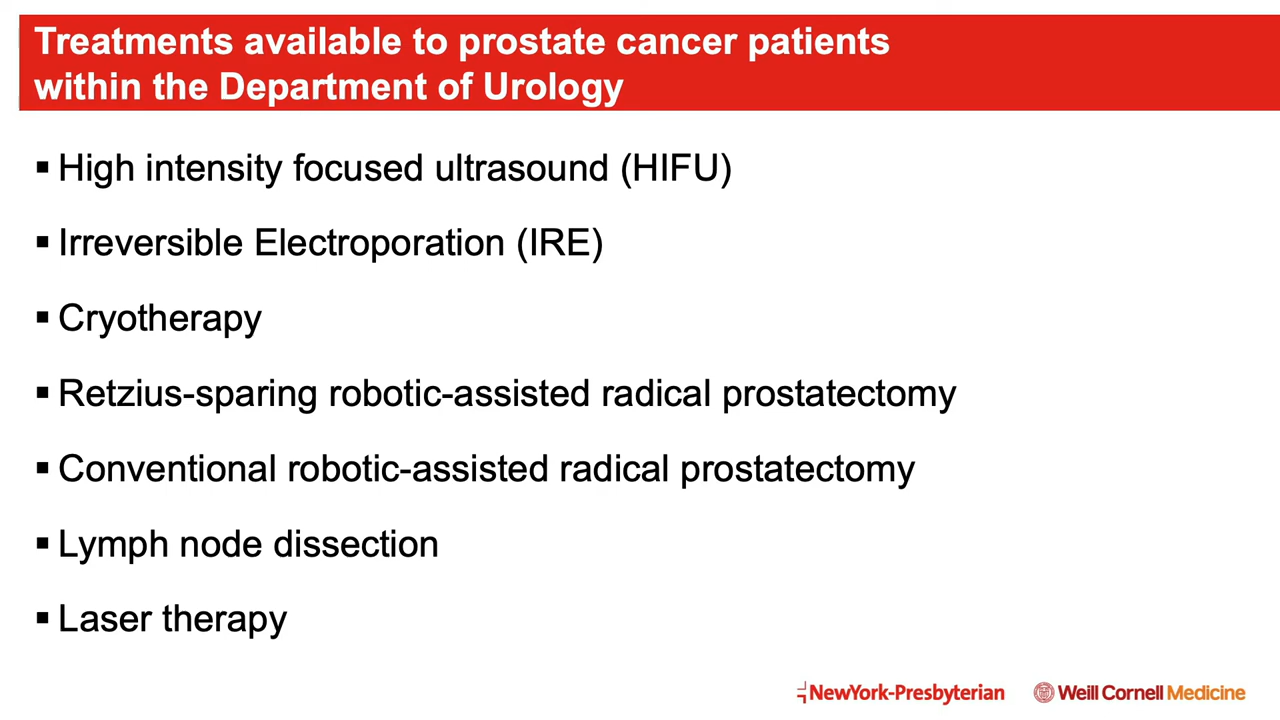 Treatments available to prostate cancer patients
within the Department of Urology
▪ High intensity focused ultrasound (HIFU)
▪ Irreversible Electroporation (IRE)
▪ Cryotherapy
▪ Retzius-sparing robotic-assisted radical prostatectomy
▪ Conventional robotic-assisted radical prostatectomy
▪ Lymph node dissection
▪ Laser therapy
NewYork-Presbyterian Weill Cornell Medicine